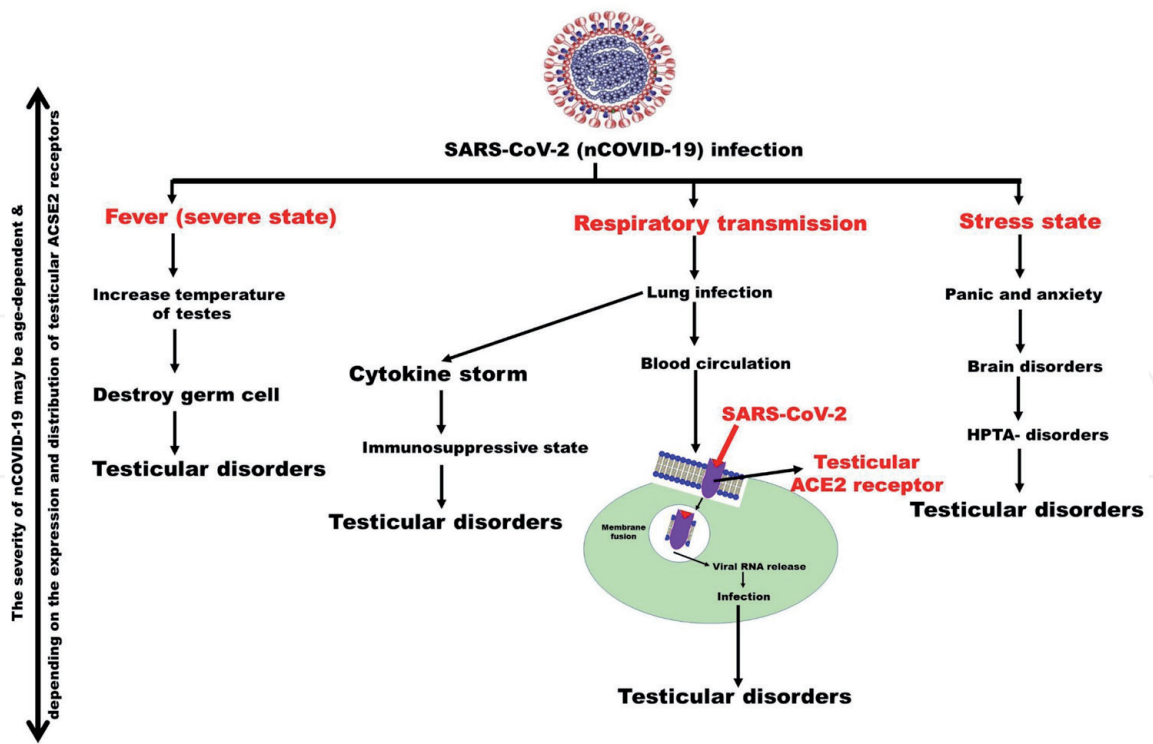 The severity of nCOVID-19 may be age-dependent &
depending on the expression and distribution of testicular ACSE2 receptors
SARS-CoV-2 (nCOVID-19) infection
Fever (severe state)
Increase temperature
of testes
Destroy germ cell
Testicular disorders
Respiratory transmission
Lung infection
Cytokine storm
Immunosuppressive state
Testicular disorders
Blood circulation
SARS-CoV-2
Testicular
ACE2 receptor
Membrane
fusion
Viral RNA release
Infection
Testicular disorders
Stress state
Panic and anxiety
Brain disorders
HPTA- disorders
Testicular disorders